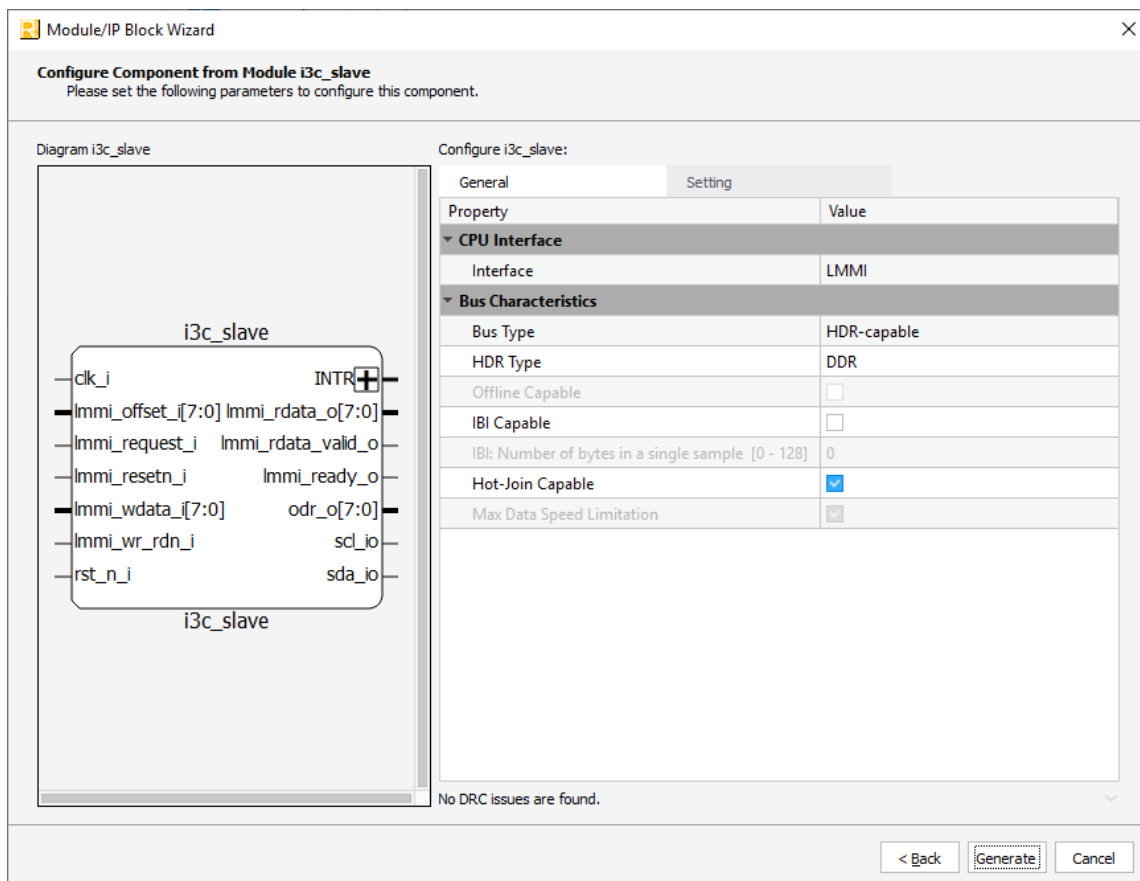 Module/IP Block Wizard
Configure Component from Module i3c_slave
Please set the following parameters to configure this component.
Diagram i3c_slave
Configure i3c_slave:
General Setting
Property Value
CPU Interface
Interface LMMI
Bus Characteristics
Bus Type HDR-capable
HDR Type DDR
Offline Capable
IBI Capable
IBI: Number of bytes in a single sample [0 - 128] 0
Hot-Join Capable
Max Data Speed Limitation
i3c_slave
clk_i INTR
lmmi_offset_i[7:0] lmmi_rdata_o[7:0]
lmmi_request_i lmmi_rdata_valid_o
lmmi_resetn_i lmmi_ready_o
lmmi_wdata_i[7:0] odr_o[7:0]
lmmi_wr_rdn_i scl_io
rst_n_i sda_io
i3c_slave
No DRC issues are found.
< Back Generate Cancel